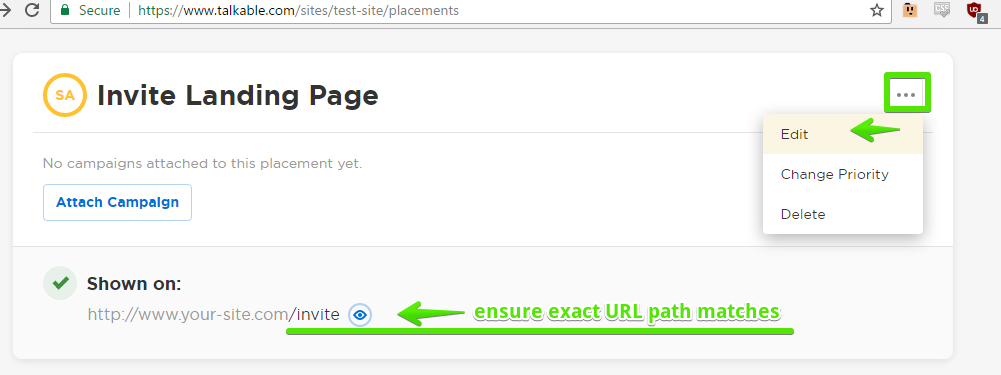 Secure https://www.talkable.com/sites/test-site/placements
CSS
UD
4
SA Invite Landing Page
Edit
No campaigns attached to this placement yet.
Change Priority
Attach Campaign
Delete
Shown on:
http://www.your-site.com/invite ensure exact URL path matches